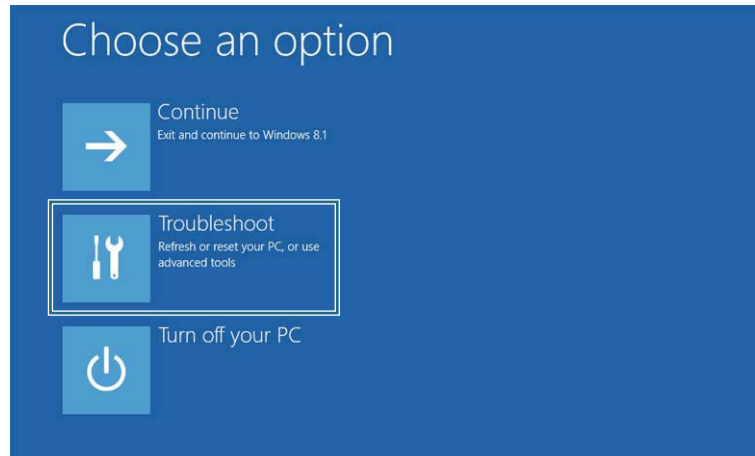 Choose an option
Continue
Exit and continue to Windows 8.1
Troubleshoot
Refresh or reset your PC, or use
advanced tools
Turn off your PC